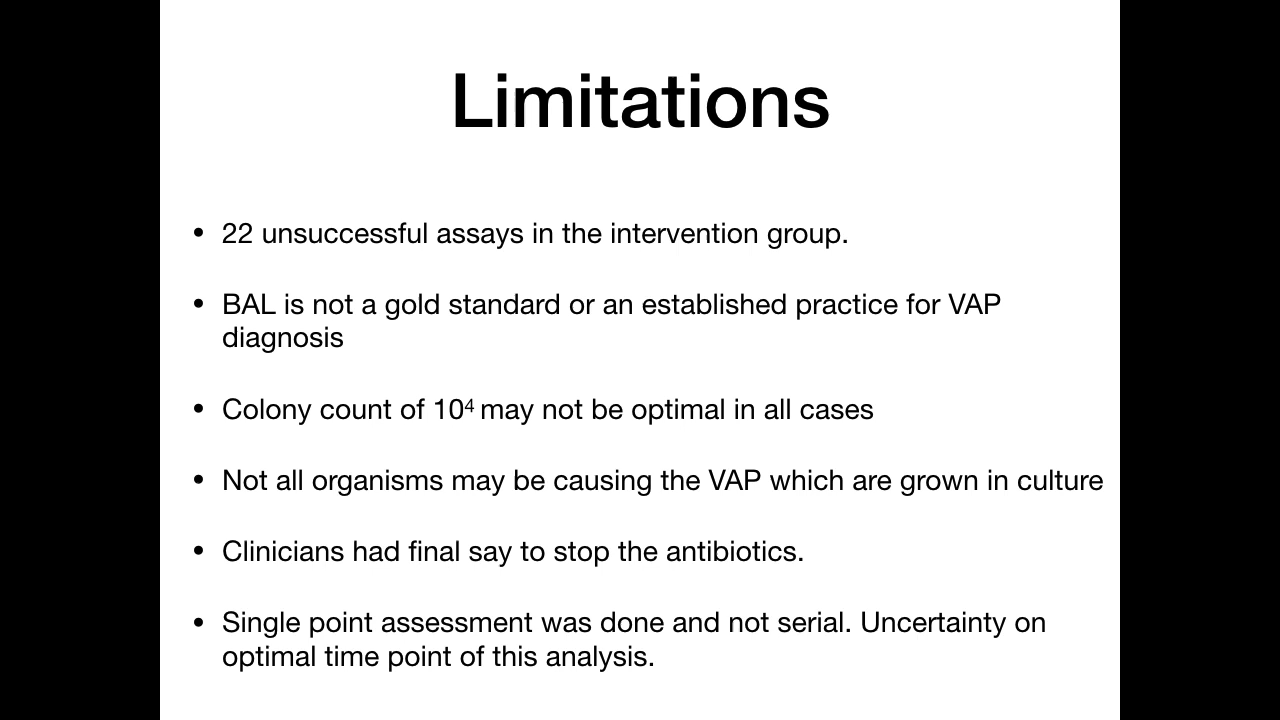 Limitations
• 22 unsuccessful assays in the intervention group.
• BAL is not a gold standard or an established practice for VAP
diagnosis
• Colony count of 10⁴ may not be optimal in all cases
• Not all organisms may be causing the VAP which are grown in culture
• Clinicians had final say to stop the antibiotics.
• Single point assessment was done and not serial. Uncertainty on
optimal time point of this analysis.